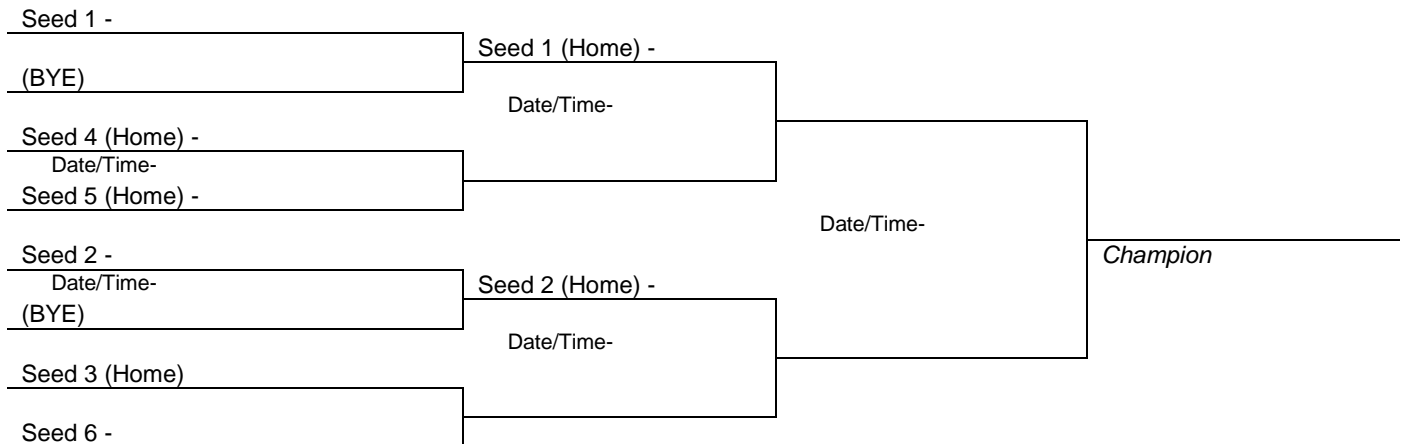 Seed 1 -
Seed 1 (Home) -
(BYE)
Date/Time-
Seed 4 (Home) -
Date/Time-
Seed 5 (Home) -
Date/Time-
Seed 2 -
Champion
Date/Time-
Seed 2 (Home) -
(BYE)
Date/Time-
Seed 3 (Home)
Seed 6 -